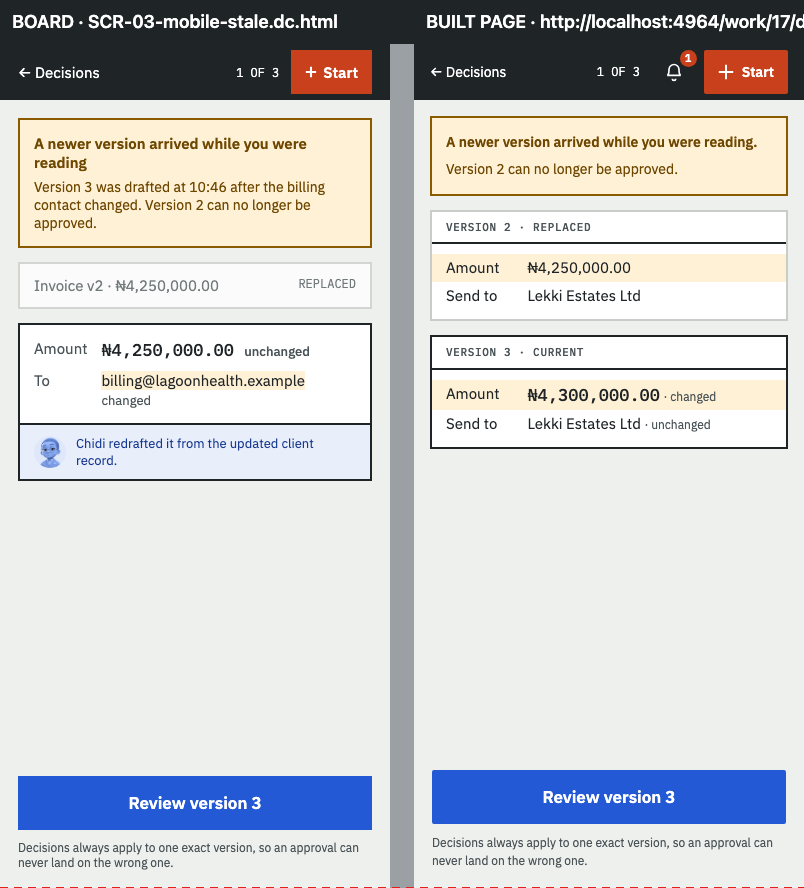 BOARD · SCR-03-mobile-stale.dc.html
← Decisions
1 OF 3
+ Start
A newer version arrived while you were
reading
Version 3 was drafted at 10:46 after the billing
contact changed. Version 2 can no longer be
approved.
Invoice v2 · ₦4,250,000.00
REPLACED
Amount ₦4,250,000.00 unchanged
To billing@lagoonhealth.example
changed
Chidi redrafted it from the updated client
record.
Review version 3
Decisions always apply to one exact version, so an approval can
never land on the wrong one.
BUILT PAGE · http://localhost:4964/work/17/d
← Decisions
1 OF 3
1
+ Start
A newer version arrived while you were reading.
Version 2 can no longer be approved.
VERSION 2 · REPLACED
Amount ₦4,250,000.00
Send to Lekki Estates Ltd
VERSION 3 · CURRENT
Amount ₦4,300,000.00 · changed
Send to Lekki Estates Ltd · unchanged
Review version 3
Decisions always apply to one exact version, so an approval can
never land on the wrong one.